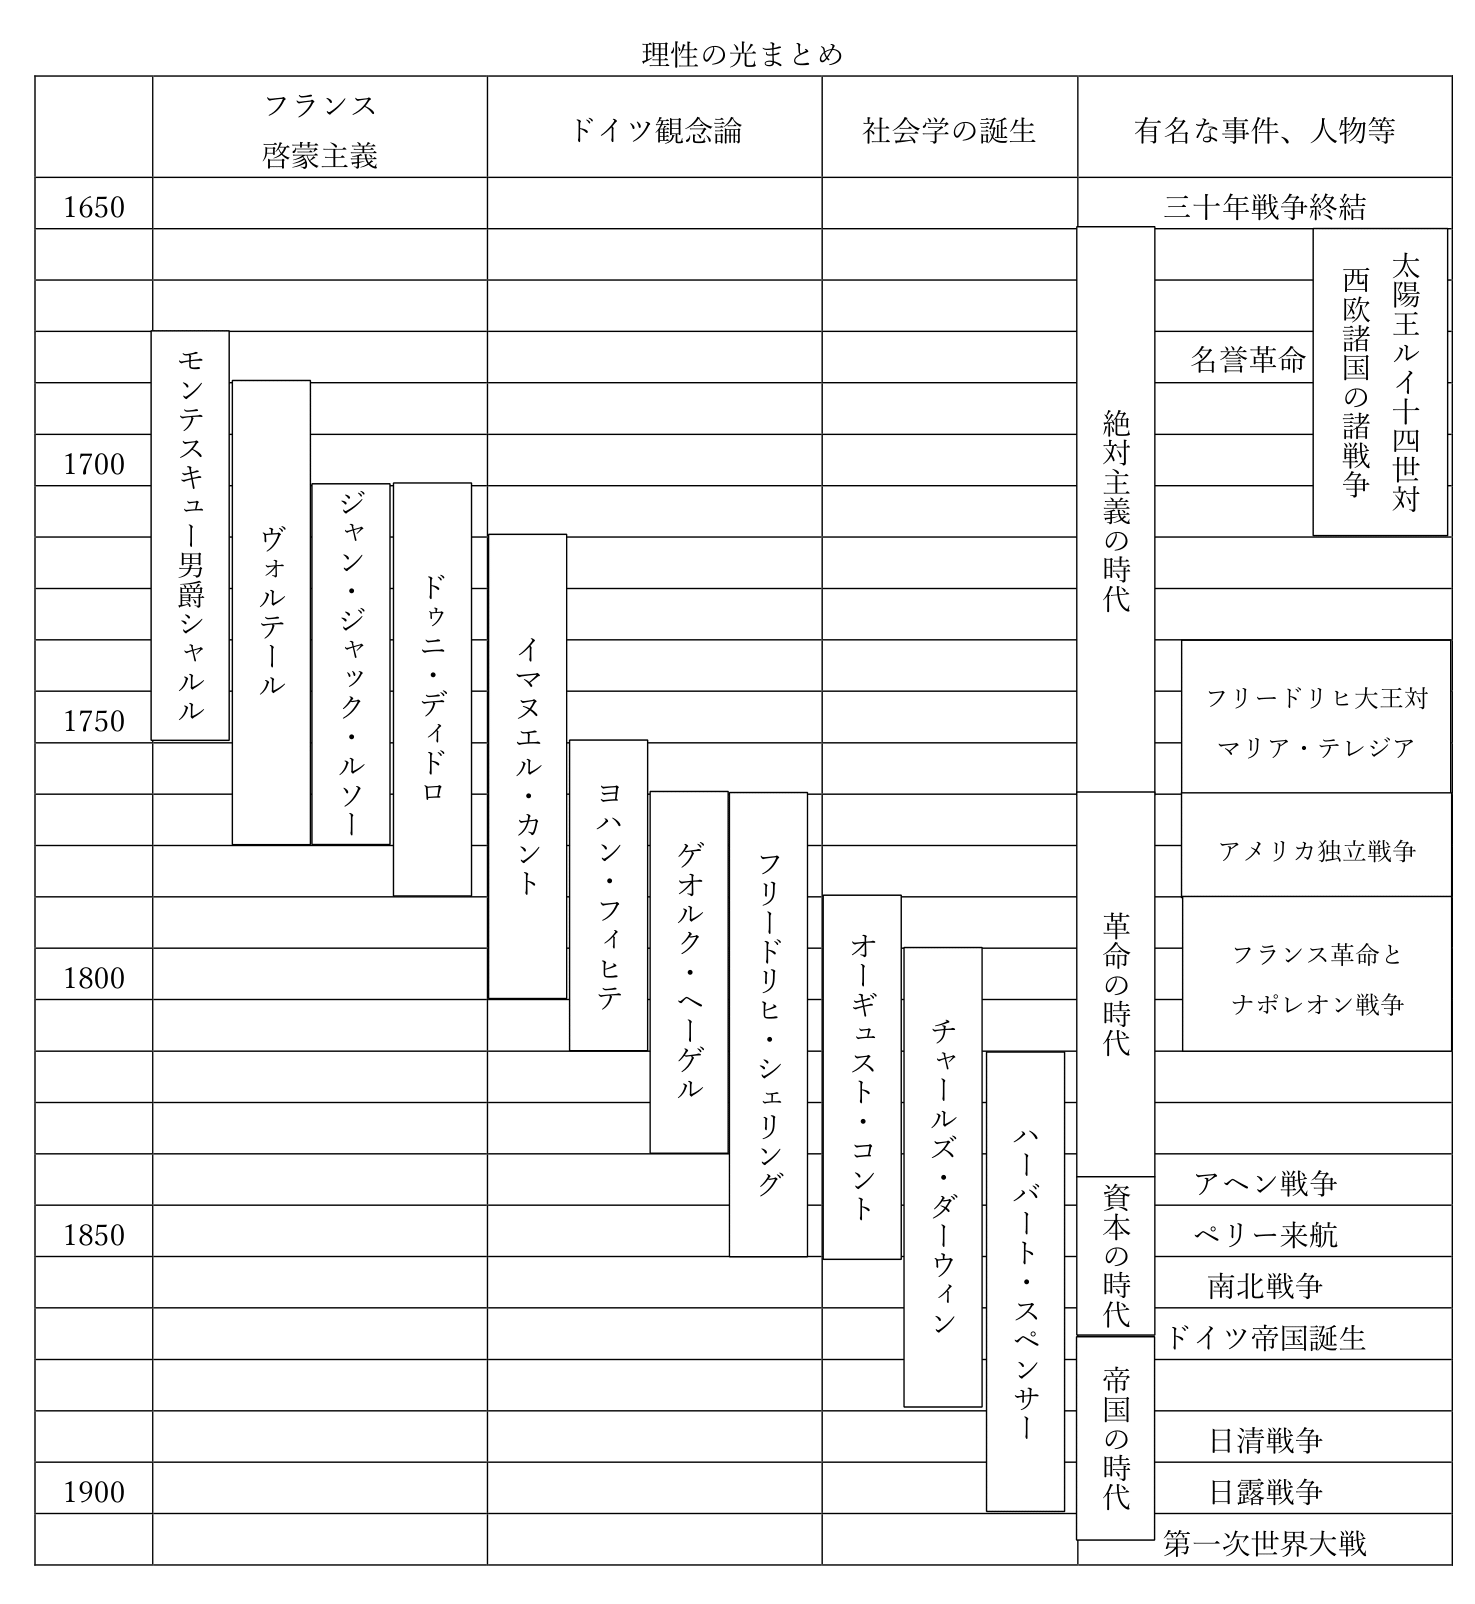 理性の光まとめ
フランス
啓蒙主義
ドイツ観念論
社会学の誕生
有名な事件、人物等
1650
三十年戦争終結
太陽王ルイ十四世対
西欧諸国の諸戦争
名誉革命
絶対主義の時代
モンテスキュー男爵シャルル
ヴォルテール
1700
ジャン・ジャック・ルソー
ドゥニ・ディドロ
イマヌエル・カント
フリードリヒ大王対
マリア・テレジア
1750
ヨハン・フィヒテ
ゲオルク・ヘーゲル
フリードリヒ・シェリング
革命の時代
アメリカ独立戦争
オーギュスト・コント
フランス革命と
ナポレオン戦争
チャールズ・ダーウィン
1800
ハーバート・スペンサー
アヘン戦争
資本の時代
1850
ペリー来航
南北戦争
ドイツ帝国誕生
帝国の時代
日清戦争
1900
日露戦争
第一次世界大戦